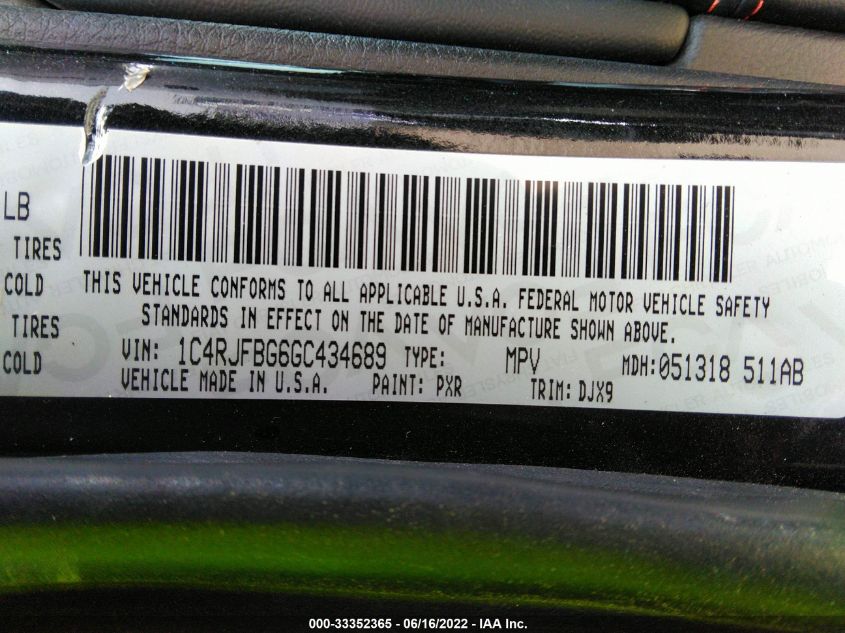 LB
TIRES
COLD
TIRES
COLD
THIS VEHICLE CONFORMS TO ALL APPLICABLE U.S.A. FEDERAL MOTOR VEHICLE SAFETY
STANDARDS IN EFFECT ON THE DATE OF MANUFACTURE SHOWN ABOVE.
VIN: 1C4RJFBG6GC434689 TYPE: MPV MDH:051318 511AB
VEHICLE MADE IN U.S.A. PAINT: PXR TRIM: DJX9
000-33352365 - 06/16/2022 - IAA Inc.